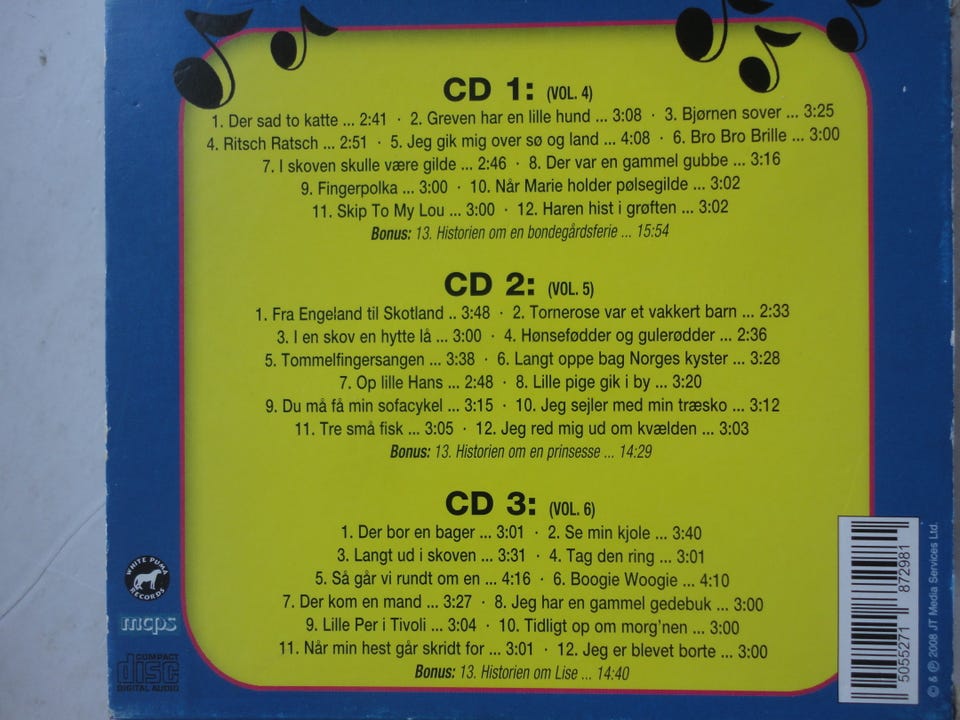 CD 1: (VOL. 4)
1. Der sad to katte ... 2:41 · 2. Greven har en lille hund ... 3:08 · 3. Bjørnen sover ... 3:25
4. Ritsch Ratsch ... 2:51 · 5. Jeg gik mig over sø og land ... 4:08 · 6. Bro Bro Brille ... 3:00
7. I skoven skulle være gilde ... 2:46 · 8. Der var en gammel gubbe ... 3:16
9. Fingerpolka ... 3:00 · 10. Når Marie holder pølsegilde ... 3:02
11. Skip To My Lou ... 3:00 · 12. Haren hist i grøften ... 3:02
Bonus: 13. Historien om en bondegårdsferie ... 15:54
CD 2: (VOL. 5)
1. Fra Engeland til Skotland .. 3:48 · 2. Tornerose var et vakkert barn ... 2:33
3. I en skov en hytte lå ... 3:00 · 4. Hønsefødder og gulerødder ... 2:36
5. Tommelfingersangen ... 3:38 · 6. Langt oppe bag Norges kyster ... 3:28
7. Op lille Hans ... 2:48 · 8. Lille pige gik i by ... 3:20
9. Du må få min sofacykel ... 3:15 · 10. Jeg sejler med min træsko ... 3:12
11. Tre små fisk ... 3:05 · 12. Jeg red mig ud om kvælden ... 3:03
Bonus: 13. Historien om en prinsesse ... 14:29
CD 3: (VOL. 6)
1. Der bor en bager ... 3:01 · 2. Se min kjole ... 3:40
3. Langt ud i skoven ... 3:31 · 4. Tag den ring ... 3:01
5. Så går vi rundt om en ... 4:16 · 6. Boogie Woogie ... 4:10
7. Der kom en mand ... 3:27 · 8. Jeg har en gammel gedebuk ... 3:00
9. Lille Per i Tivoli ... 3:04 · 10. Tidligt op om morg'nen ... 3:00
11. Når min hest går skridt for ... 3:01 · 12. Jeg er blevet borte ... 3:00
Bonus: 13. Historien om Lise ... 14:40
WHITE PUMA RECORDS
mcps
COMPACT
disc
DIGITAL AUDIO
5055271 872981
© & ℗ 2008 JT Media Services Ltd.